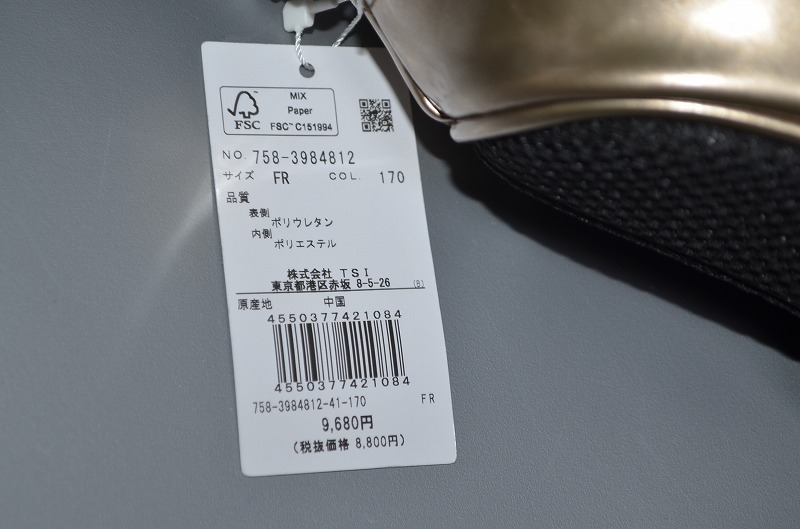 MIX
Paper
FSC
FSC™ C151994
NO. 758-3984812
サイズ FR COL. 170
品質
表側
ポリウレタン
内側
ポリエステル
株式会社 TSI
東京都港区赤坂 8-5-26 (B)
原産地 中国
4550377421084
4550377421084
758-3984812-41-170 FR
9,680円
(税抜価格 8,800円)